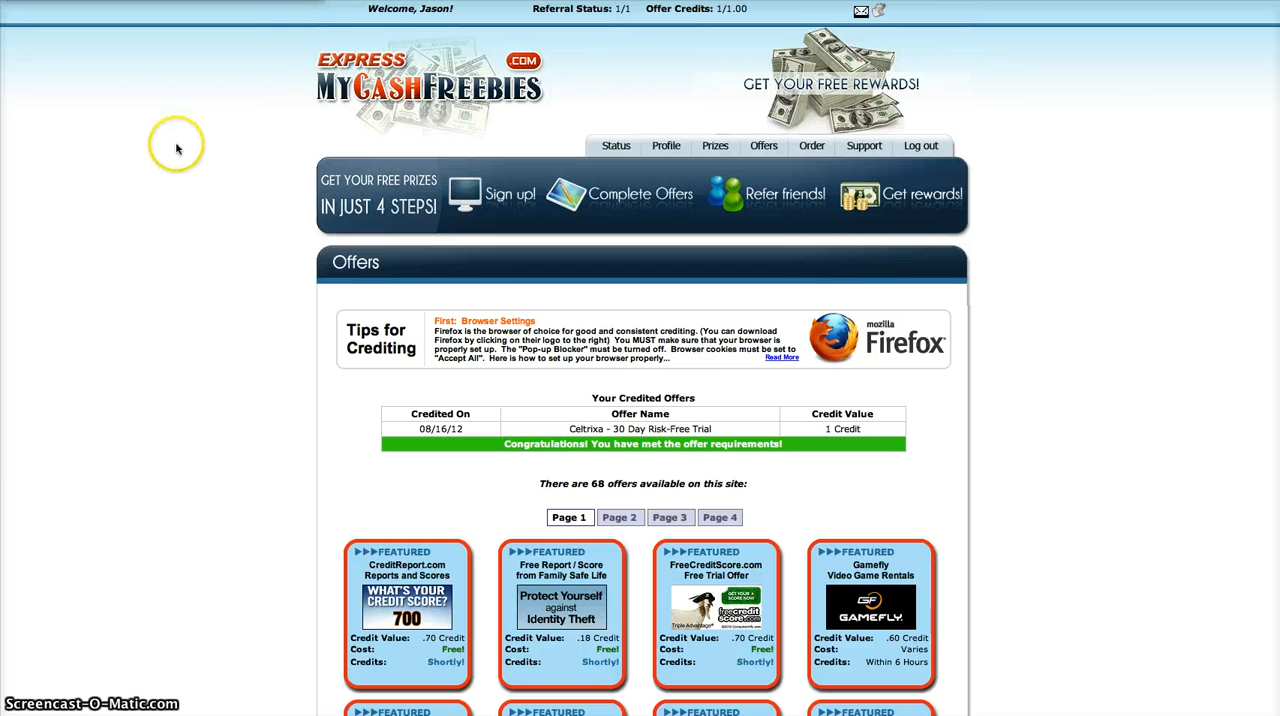 Welcome, Jason!
Referral Status: 1/1
Offer Credits: 1/1.00
EXPRESS .COM
MYCASHFREEBIES
GET YOUR FREE REWARDS!
Status
Profile
Prizes
Offers
Order
Support
Log out
GET YOUR FREE PRIZES
IN JUST 4 STEPS!
Sign up!
Complete Offers
Refer friends!
Get rewards!
Offers
Tips for
Crediting
First: Browser Settings
Firefox is the browser of choice for good and consistent crediting. (You can download
Firefox by clicking on their logo to the right) You MUST make sure that your browser is
properly set up. The "Pop-up Blocker" must be turned off. Browser cookies must be set to
"Accept All". Here is how to set up your browser properly...
Read More
mozilla
Firefox
Your Credited Offers
Credited On Offer Name Credit Value
08/16/12 Celtrixa - 30 Day Risk-Free Trial 1 Credit
Congratulations! You have met the offer requirements!
There are 68 offers available on this site:
Page 1 Page 2 Page 3 Page 4
FEATURED
CreditReport.com
Reports and Scores
WHAT'S YOUR
CREDIT SCORE?
700
Credit Value: .70 Credit
Cost: Free!
Credits: Shortly!
FEATURED
Free Report / Score
from Family Safe Life
Protect Yourself
against
Identity Theft
Credit Value: .18 Credit
Cost: Free!
Credits: Shortly!
FEATURED
FreeCreditScore.com
Free Trial Offer
GET YOUR
SCORE NOW
freecredit
score.com
Triple Advantage
Credit Value: .70 Credit
Cost: Free!
Credits: Shortly!
FEATURED
Gamefly
Video Game Rentals
GF
GAMEFLY.
Credit Value: .60 Credit
Cost: Varies
Credits: Within 6 Hours
FEATURED
FEATURED
FEATURED
FEATURED
Screencast-O-Matic.com